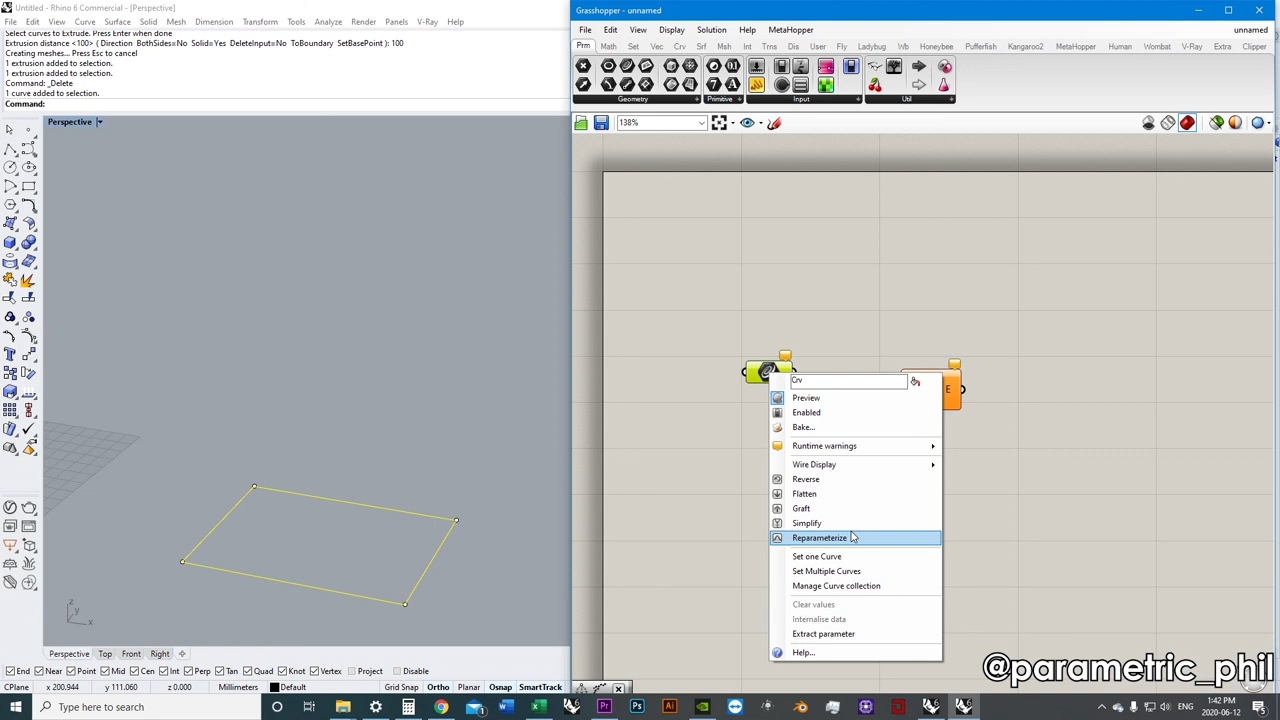 Untitled - Rhino 6 Commercial - [Perspective]
File Edit View Curve Surface Solid Mesh Dimension Transform Tools Analyze Render Panels V-Ray Help
Select curves to Extrude. Press Enter when done
Extrusion distance <100> ( Direction BothSides=No Solid=Yes DeleteInput=No ToBoundary SetBasePoint ): 100
Creating meshes... Press Esc to cancel
1 extrusion added to selection.
1 extrusion added to selection.
Command: _Delete
1 curve added to selection.
Command:
Perspective
z
y
x
Perspective Top Front Right
End Near Point Mid Cen Int Perp Tan Quad Knot Vertex Project Disable
CPlane x 200.944 y 111.060 z 0.000 Millimeters Default Grid Snap Ortho Planar Osnap SmartTrack
Grasshopper - unnamed
File Edit View Display Solution Help MetaHopper unnamed
Prm Math Set Vec Crv Srf Msh Int Trns Dis User Fly Ladybug Wb Honeybee Pufferfish Kangaroo2 MetaHopper Human Wombat V-Ray Extra Clipper
Geometry Primitive Input Util
138%
E
Crv
Preview
Enabled
Bake...
Runtime warnings
Wire Display
Reverse
Flatten
Graft
Simplify
Reparameterize
Set one Curve
Set Multiple Curves
Manage Curve collection
Clear values
Internalise data
Extract parameter
Help...
@parametric_phil
Type here to search
1:42 PM
2020-06-12